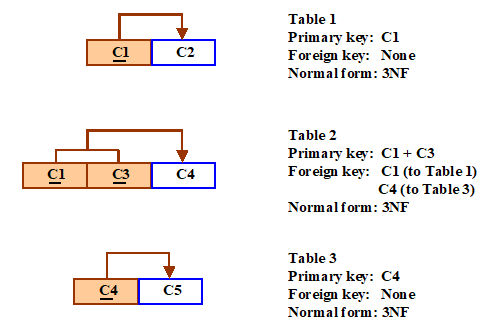 Table 1
Primary key: C1
Foreign key: None
Normal form: 3NF
C1 C2
Table 2
Primary key: C1 + C3
Foreign key: C1 (to Table 1)
C4 (to Table 3)
Normal form: 3NF
C1 C3 C4
Table 3
Primary key: C4
Foreign key: None
Normal form: 3NF
C4 C5